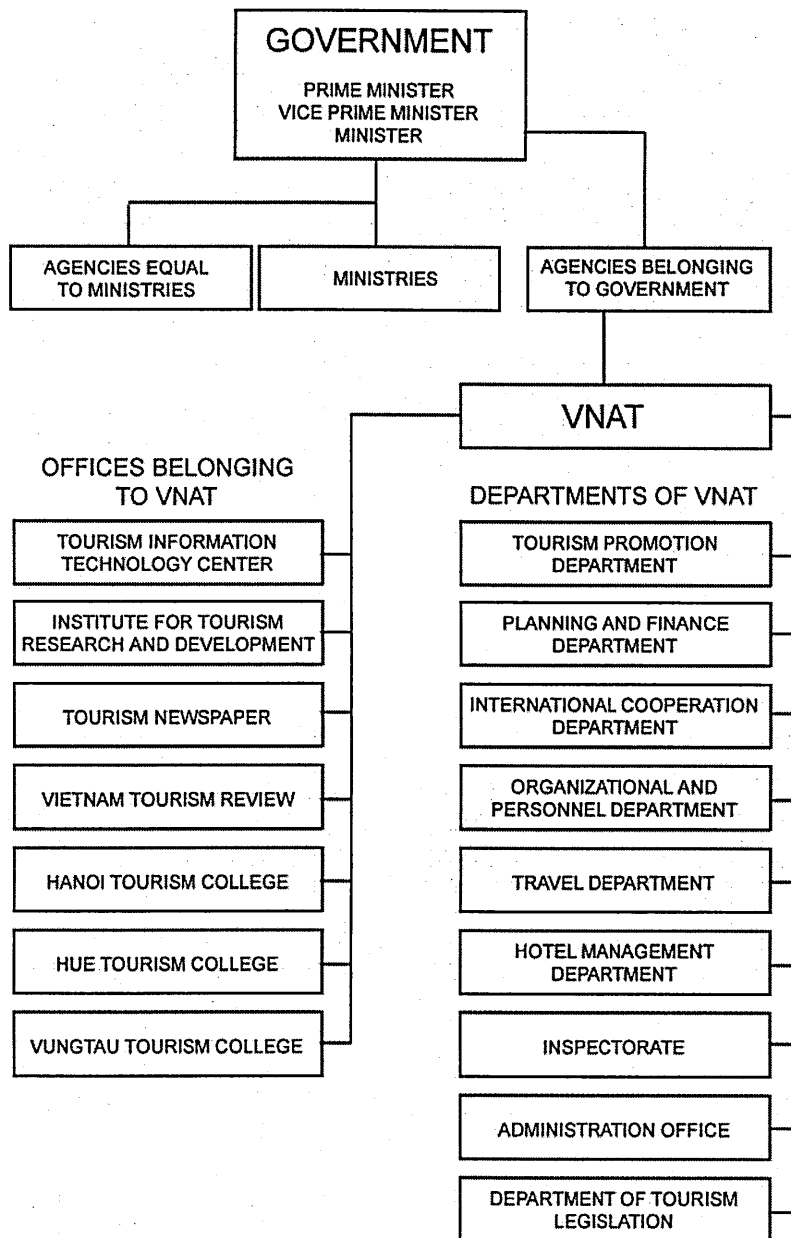 GOVERNMENT
PRIME MINISTER
VICE PRIME MINISTER
MINISTER
AGENCIES EQUAL
TO MINISTRIES
MINISTRIES
AGENCIES BELONGING
TO GOVERNMENT
VNAT
OFFICES BELONGING
TO VNAT
TOURISM INFORMATION
TECHNOLOGY CENTER
INSTITUTE FOR TOURISM
RESEARCH AND DEVELOPMENT
TOURISM NEWSPAPER
VIETNAM TOURISM REVIEW
HANOI TOURISM COLLEGE
HUE TOURISM COLLEGE
VUNGTAU TOURISM COLLEGE
DEPARTMENTS OF VNAT
TOURISM PROMOTION
DEPARTMENT
PLANNING AND FINANCE
DEPARTMENT
INTERNATIONAL COOPERATION
DEPARTMENT
ORGANIZATIONAL AND
PERSONNEL DEPARTMENT
TRAVEL DEPARTMENT
HOTEL MANAGEMENT
DEPARTMENT
INSPECTORATE
ADMINISTRATION OFFICE
DEPARTMENT OF TOURISM
LEGISLATION